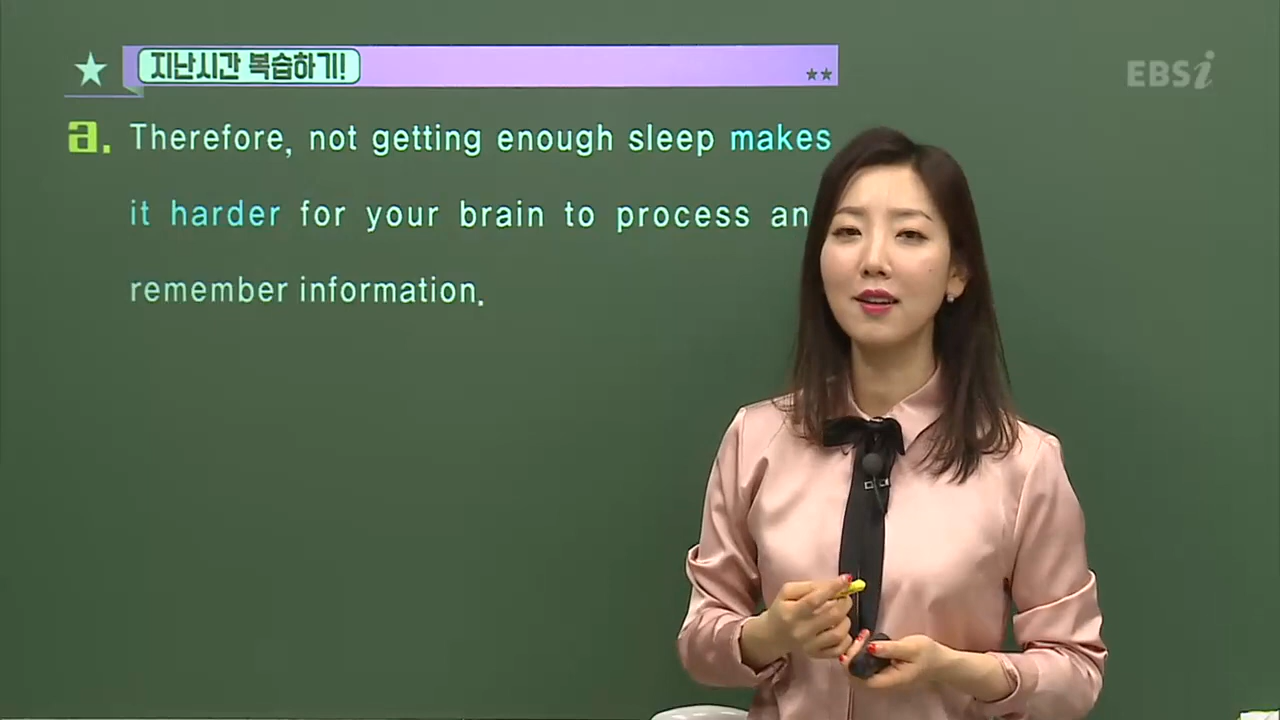 지난시간 복습하기!
EBSi
a. Therefore, not getting enough sleep makes
it harder for your brain to process an
remember information.